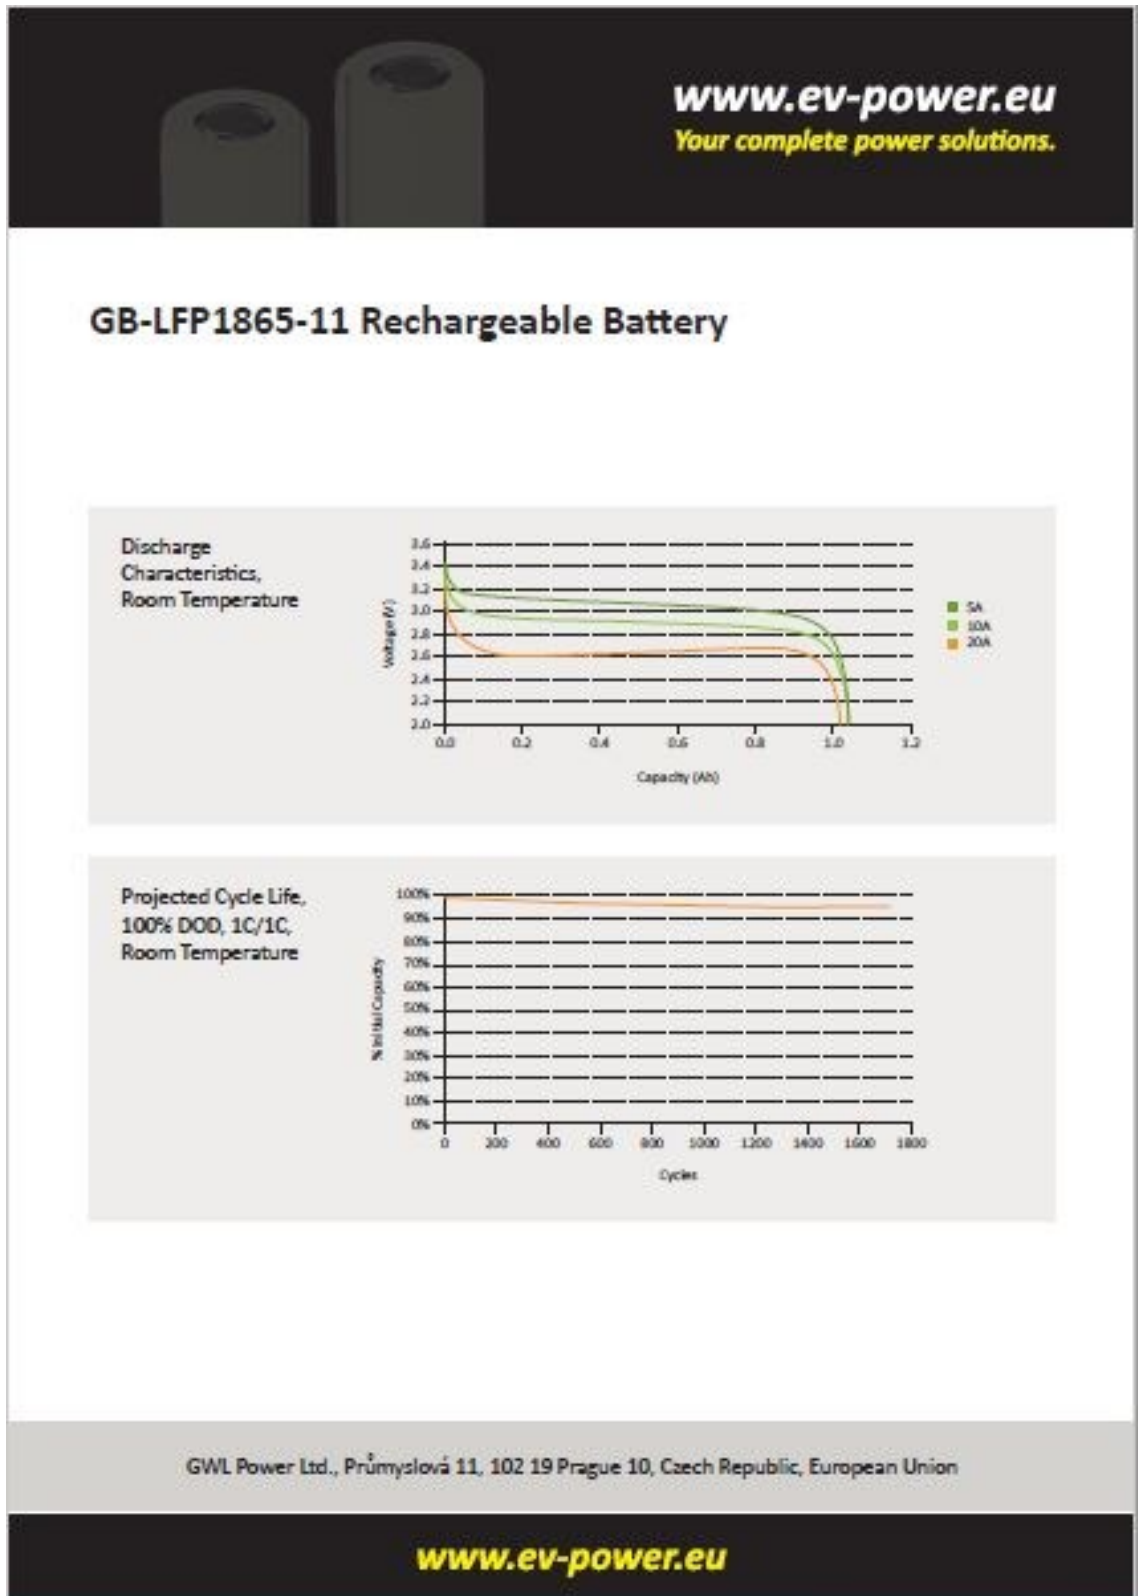 www.ev-power.eu
Your complete power solutions.
GB-LFP1865-11 Rechargeable Battery
Discharge
Characteristics,
Room Temperature
Voltage (V)
3.6
3.4
3.2
3.0
2.8
2.6
2.4
2.2
2.0
0.0 0.2 0.4 0.6 0.8 1.0 1.2
Capacity (Ah)
5A
10A
20A
Projected Cycle Life,
100% DOD, 1C/1C,
Room Temperature
% Initial Capacity
100%
90%
80%
70%
60%
50%
40%
30%
20%
10%
0%
0 200 400 600 800 1000 1200 1400 1600 1800
Cycles
GWL Power Ltd., Průmyslová 11, 102 19 Prague 10, Czech Republic, European Union
www.ev-power.eu